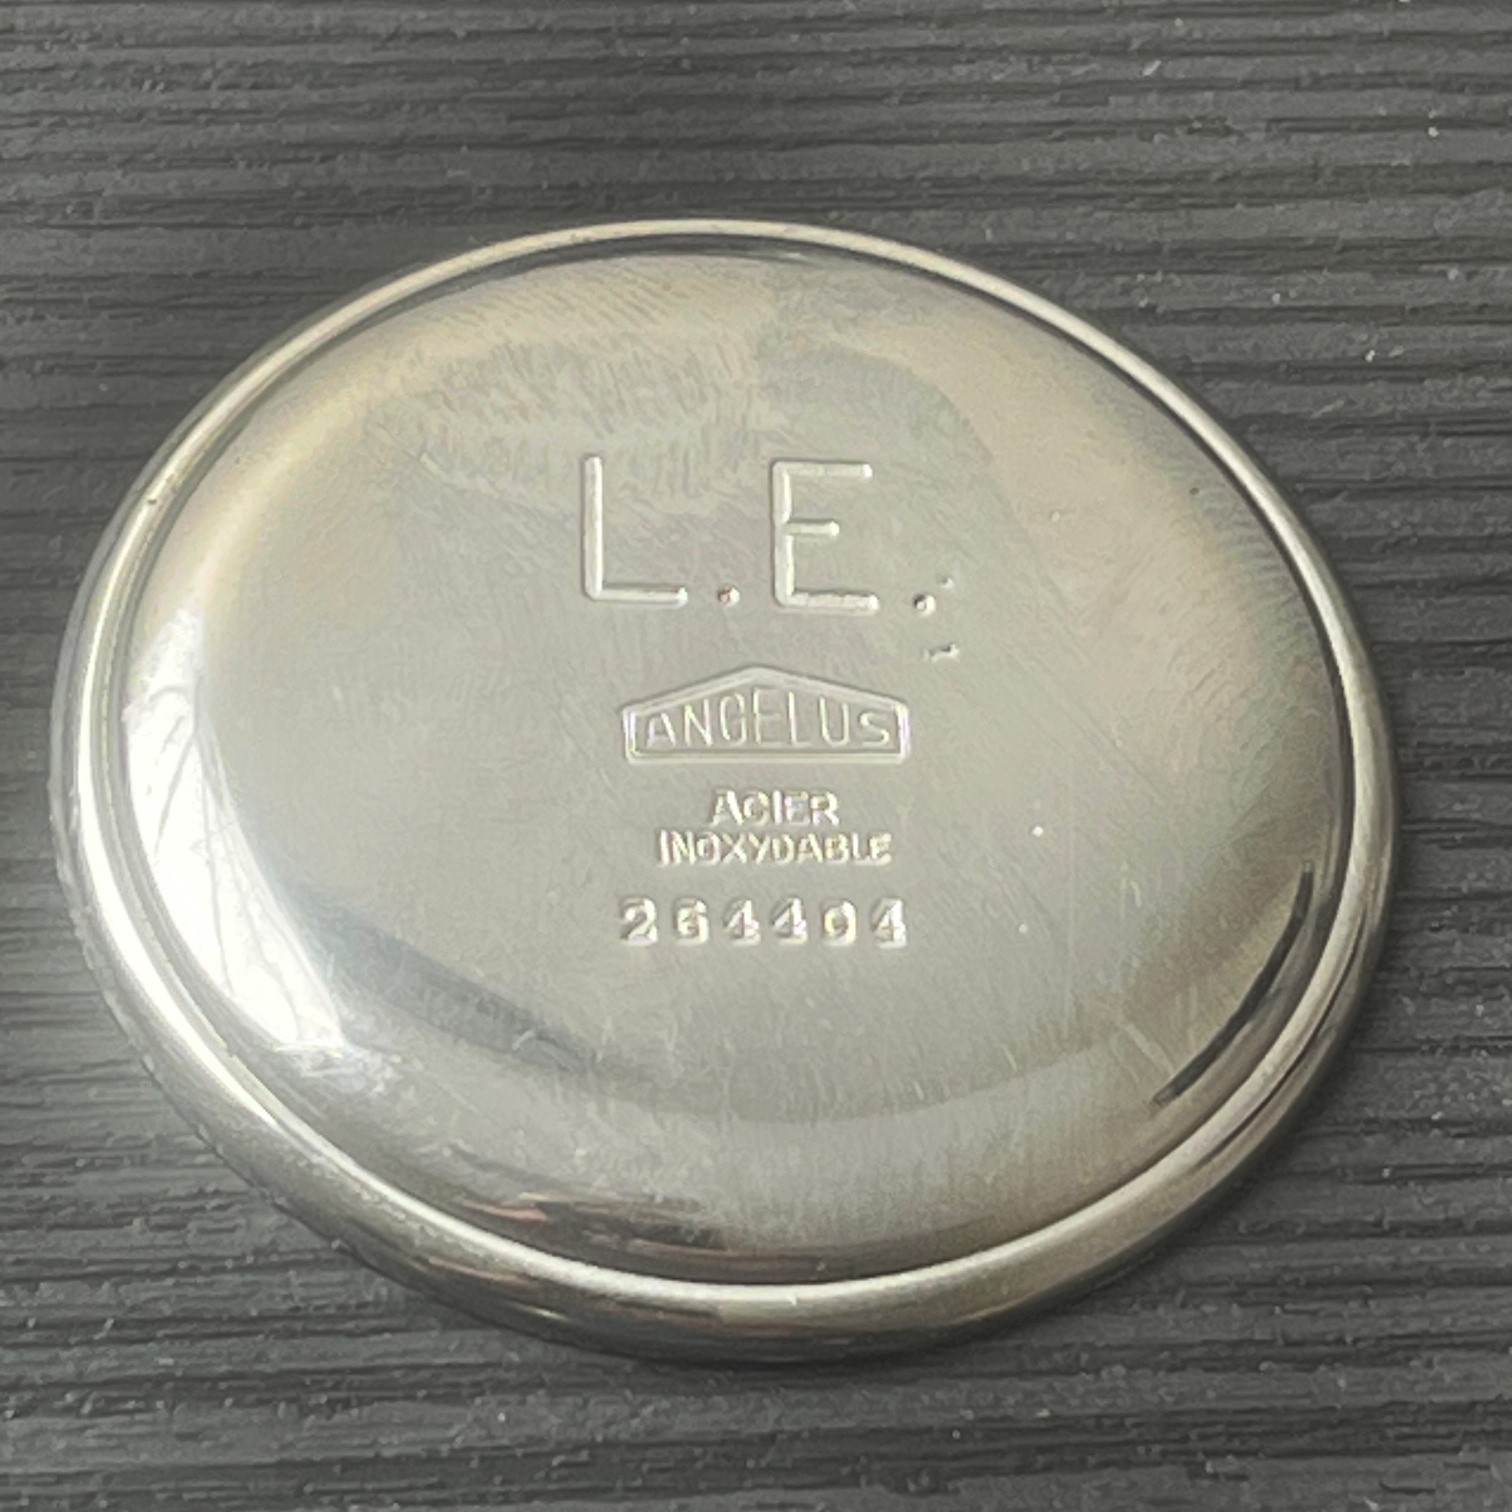 L.E.
ANGELUS
ACIER
INOXYDABLE
264494